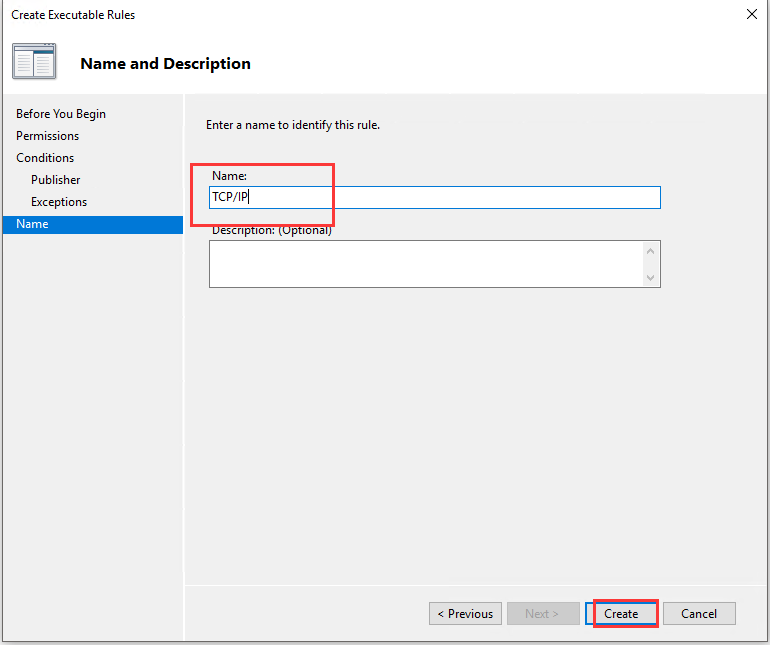 Create Executable Rules
Name and Description
Before You Begin
Permissions
Conditions
Publisher
Exceptions
Name
Enter a name to identify this rule.
Name:
TCP/IP
Description: (Optional)
< Previous
Next >
Create
Cancel